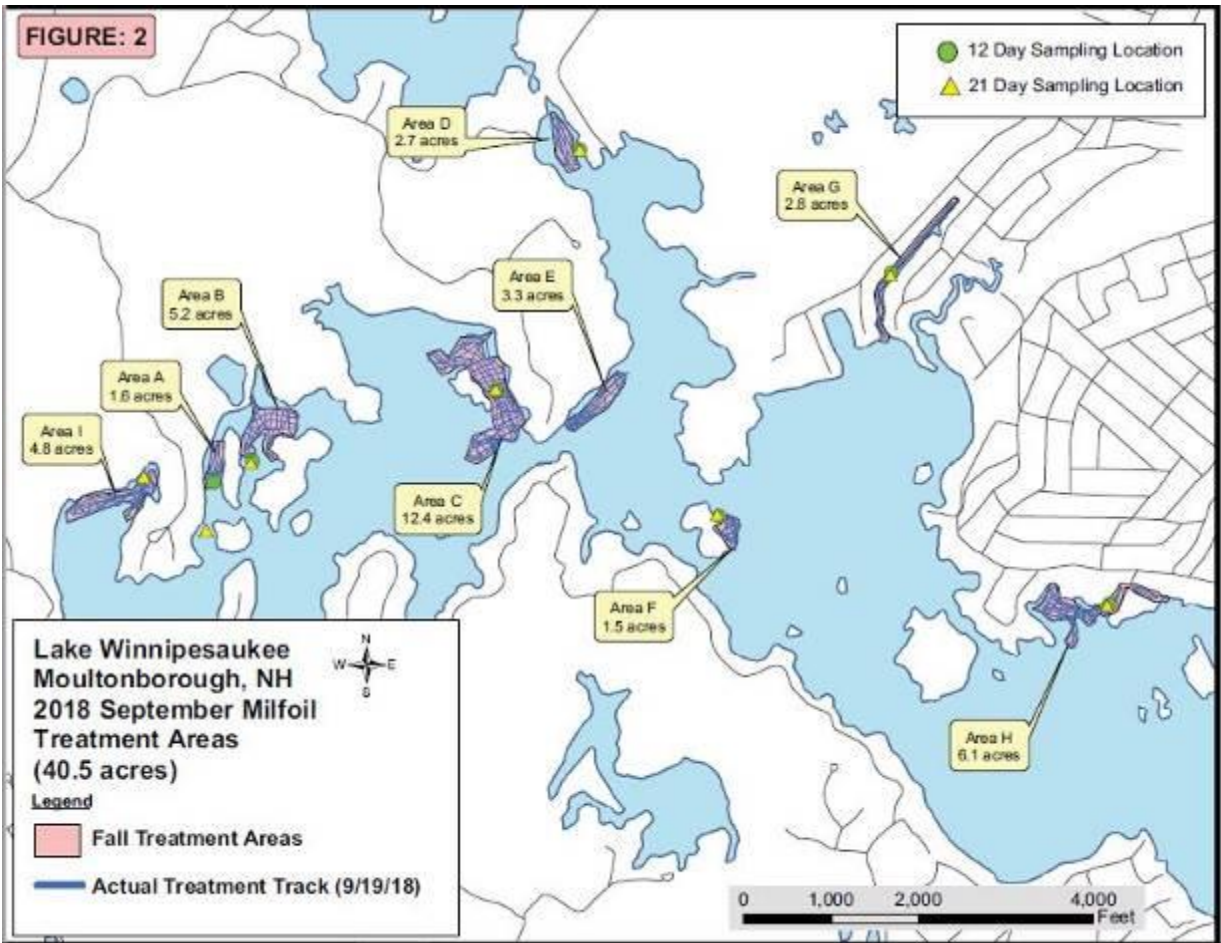 FIGURE: 2
12 Day Sampling Location
21 Day Sampling Location
Area D
2.7 acres
Area G
2.8 acres
Area E
3.3 acres
Area B
5.2 acres
Area A
1.6 acres
Area I
4.8 acres
Area C
12.4 acres
Area F
1.5 acres
Area H
6.1 acres
Lake Winnipesaukee
Moultonborough, NH
2018 September Milfoil
Treatment Areas
(40.5 acres)
N
W E
S
Legend
Fall Treatment Areas
Actual Treatment Track (9/19/18)
0 1,000 2,000 4,000
Feet